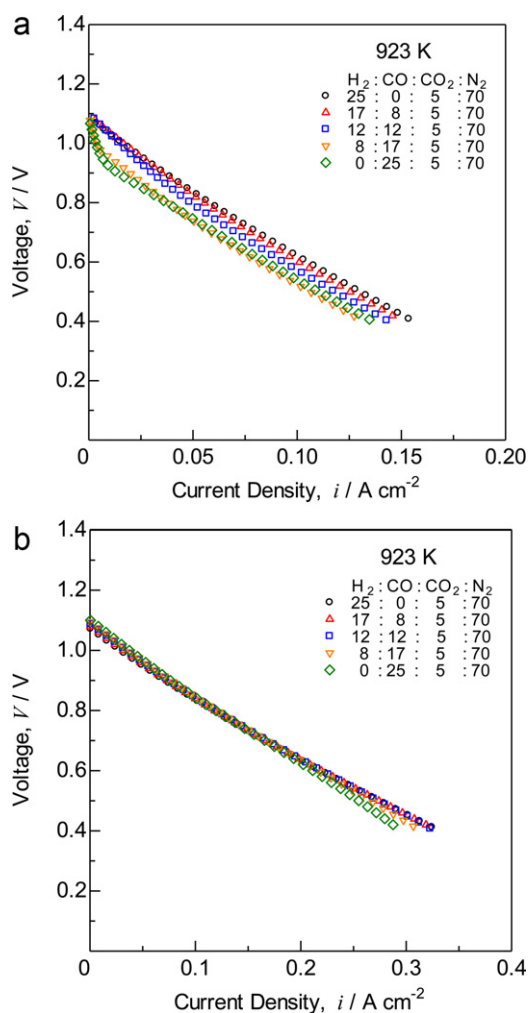 a
1.4
1.2
1.0
0.8
0.6
0.4
0.2
Voltage, V / V
923 K
H2 : CO : CO2 : N2
25 : 0 : 5 : 70
17 : 8 : 5 : 70
12 : 12 : 5 : 70
8 : 17 : 5 : 70
0 : 25 : 5 : 70
0 0.05 0.10 0.15 0.20
Current Density, i / A cm-2
b
1.4
1.2
1.0
0.8
0.6
0.4
0.2
Voltage, V / V
923 K
H2 : CO : CO2 : N2
25 : 0 : 5 : 70
17 : 8 : 5 : 70
12 : 12 : 5 : 70
8 : 17 : 5 : 70
0 : 25 : 5 : 70
0 0.1 0.2 0.3 0.4
Current Density, i / A cm-2